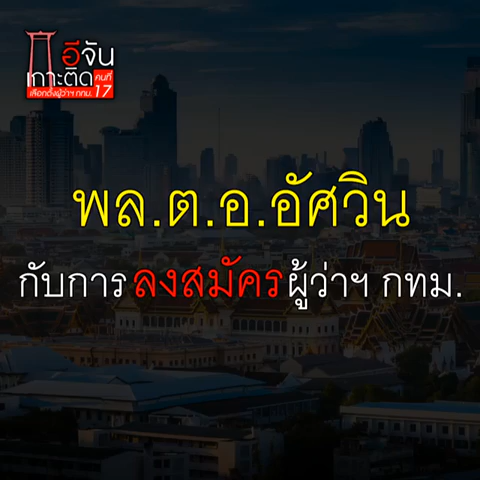 อีจัน
เกาะติด คนที่ 17
เลือกตั้งผู้ว่าฯ กทม.
พล.ต.อ.อัศวิน
กับการ ลงสมัคร ผู้ว่าฯ กทม.